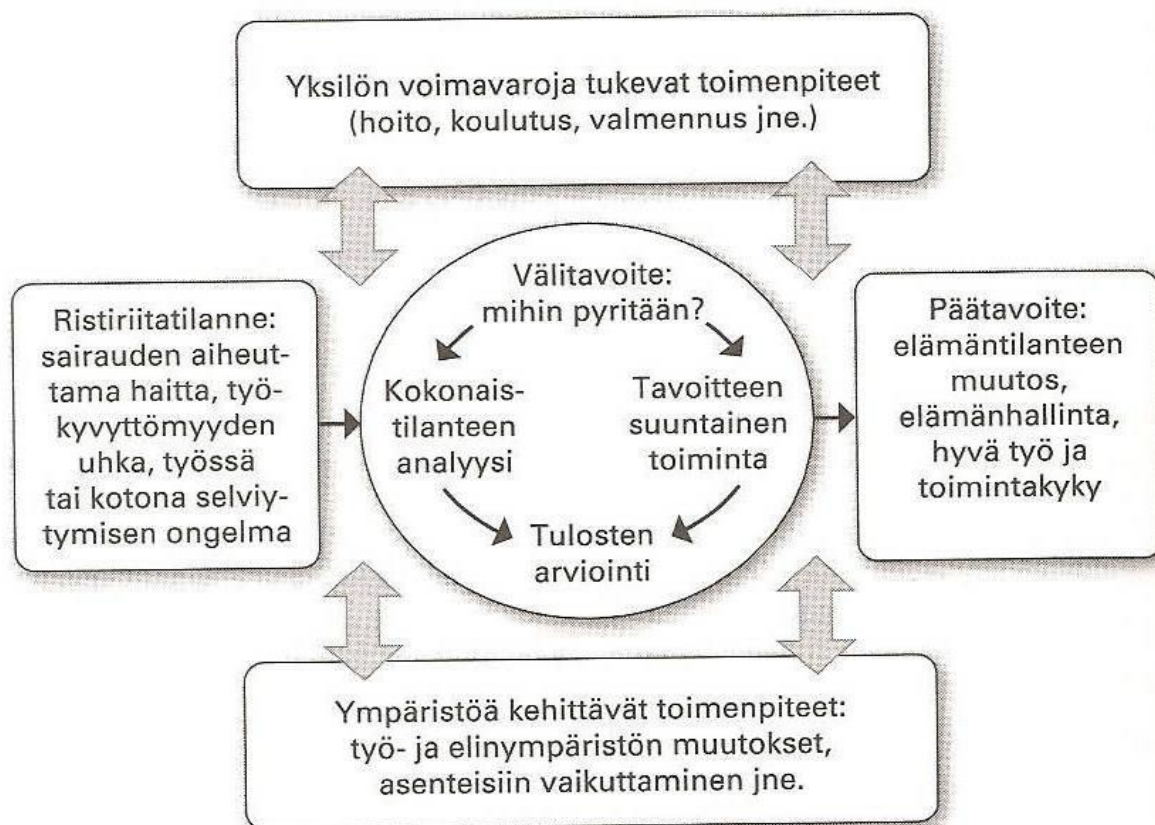 Yksilön voimavaroja tukevat toimenpiteet
(hoito, koulutus, valmennus jne.)
Ristiriitatilanne:
sairauden aiheut-
tama haitta, työ-
kyvyttömyyden
uhka, työssä
tai kotona selviy-
tymisen ongelma
Välitavoite:
mihin pyritään?
Kokonais-
tilanteen
analyysi
Tavoitteen
suuntainen
toiminta
Tulosten
arviointi
Päätavoite:
elämäntilanteen
muutos,
elämänhallinta,
hyvä työ ja
toimintakyky
Ympäristöä kehittävät toimenpiteet:
työ- ja elinympäristön muutokset,
asenteisiin vaikuttaminen jne.